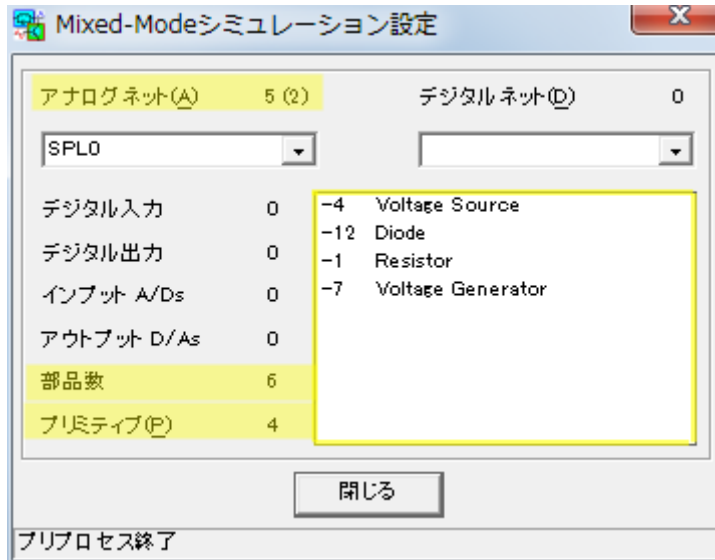 Mixed-Modeシミュレーション設定
アナログネット(A) 5 (2) デジタルネット(D) 0
SPL0
デジタル入力 0
デジタル出力 0
インプット A/Ds 0
アウトプット D/As 0
部品数 6
プリミティブ(P) 4
-4 Voltage Source
-12 Diode
-1 Resistor
-7 Voltage Generator
閉じる
プリプロセス終了